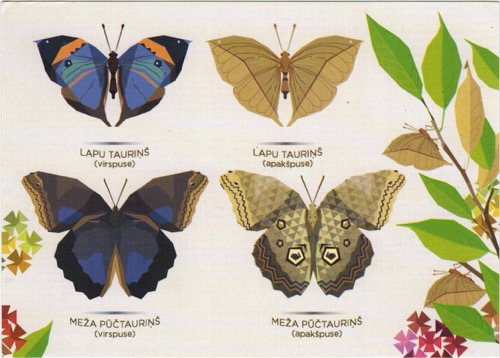 LAPU TAURIŅŠ
(virspuse)
LAPU TAURIŅŠ
(apakšpuse)
MEŽA PŪČTAURIŅŠ
(virspuse)
MEŽA PŪČTAURIŅŠ
(apakšpuse)